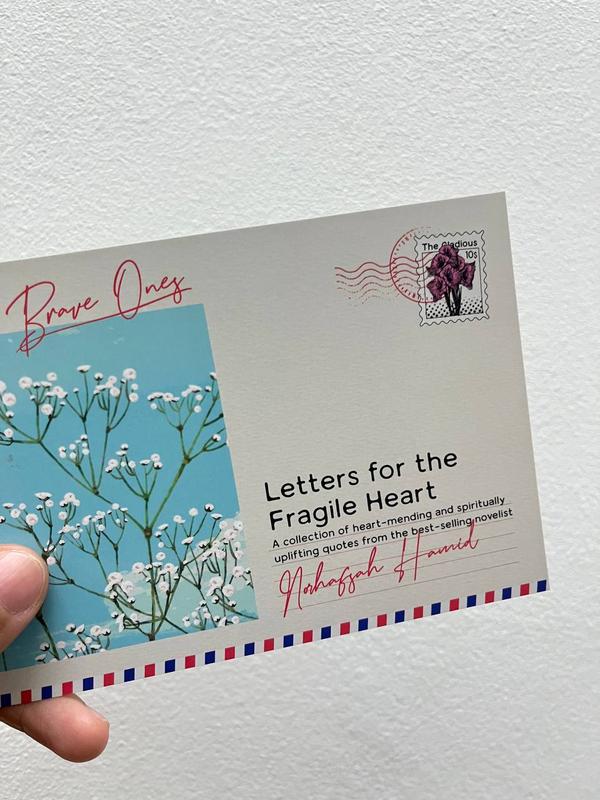 Brave Ones
The Gladious
10s
Letters for the
Fragile Heart
A collection of heart-mending and spiritually
uplifting quotes from the best-selling novelist
Norhafsah Hamid